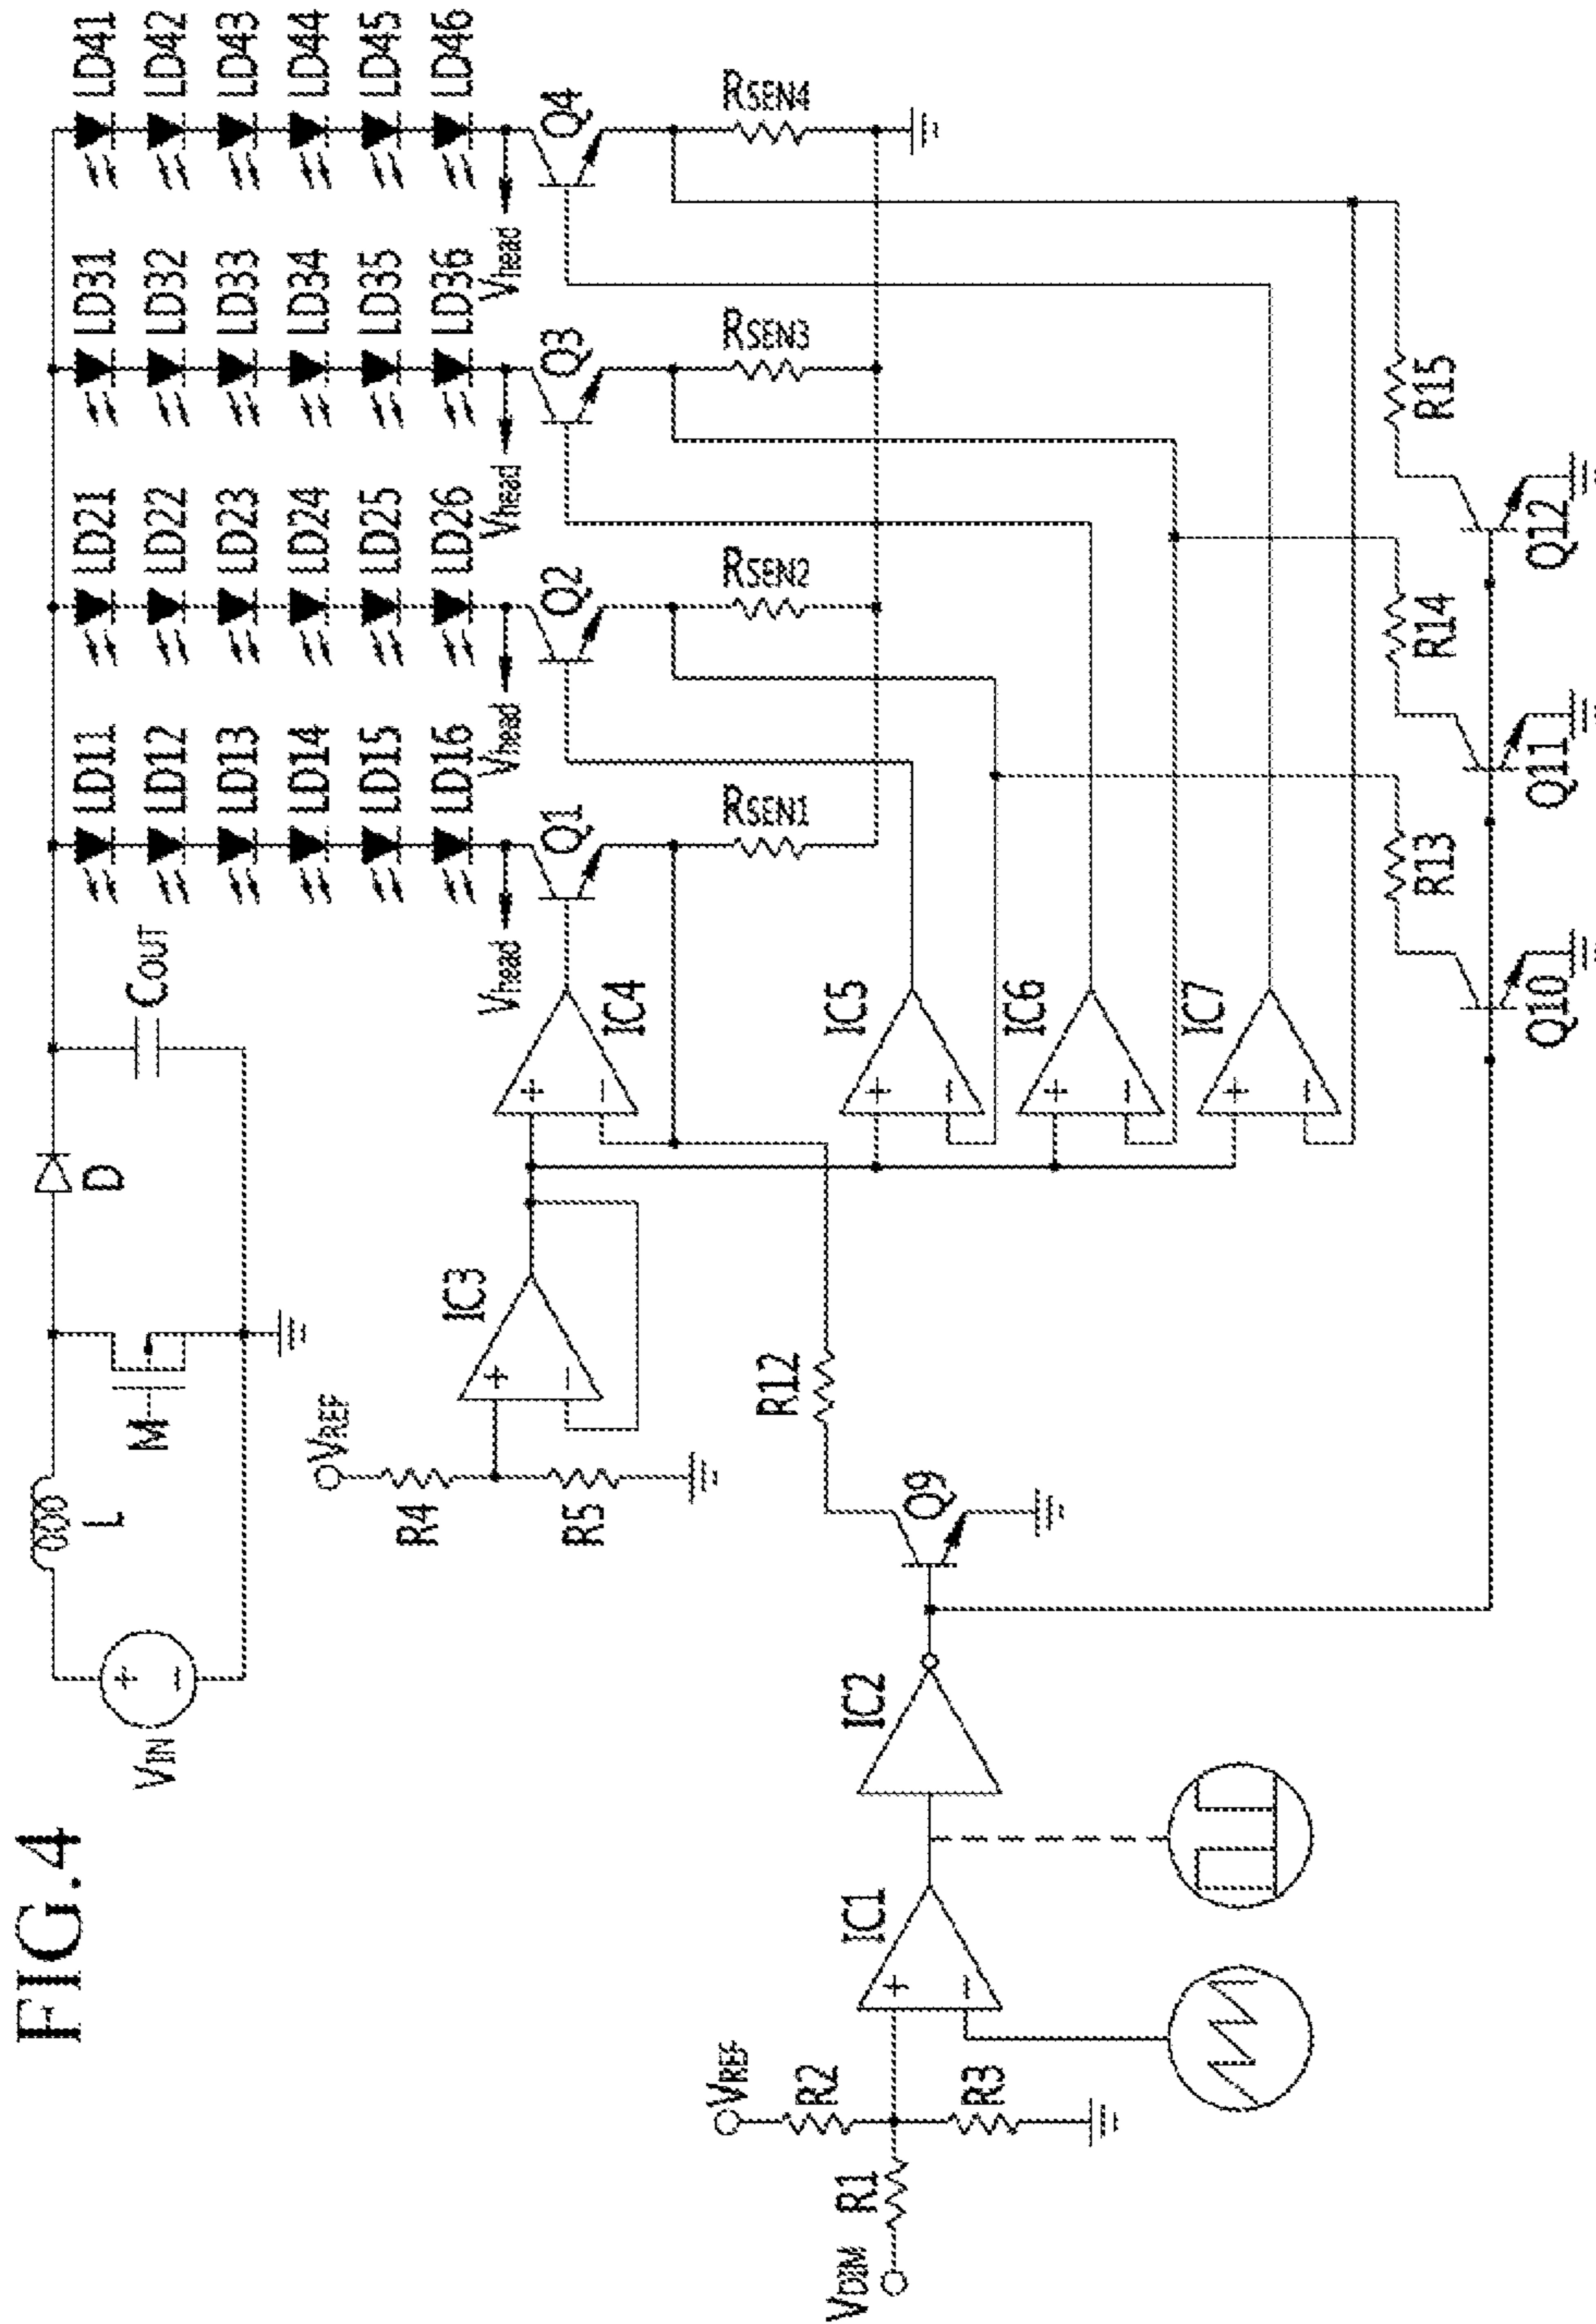 FIG.4
VIN
L
M
D
COUT
LD11
LD12
LD13
LD14
LD15
LD16
LD21
LD22
LD23
LD24
LD25
LD26
LD31
LD32
LD33
LD34
LD35
LD36
LD41
LD42
LD43
LD44
LD45
LD46
Vhead
Vhead
Vhead
Vhead
Q1
Q2
Q3
Q4
RSEN1
RSEN2
RSEN3
RSEN4
VREF
R4
R5
IC3
IC4
IC5
IC6
IC7
R12
Q9
VREF
R2
R3
VDIM
R1
IC1
IC2
R13
R14
R15
Q10
Q11
Q12